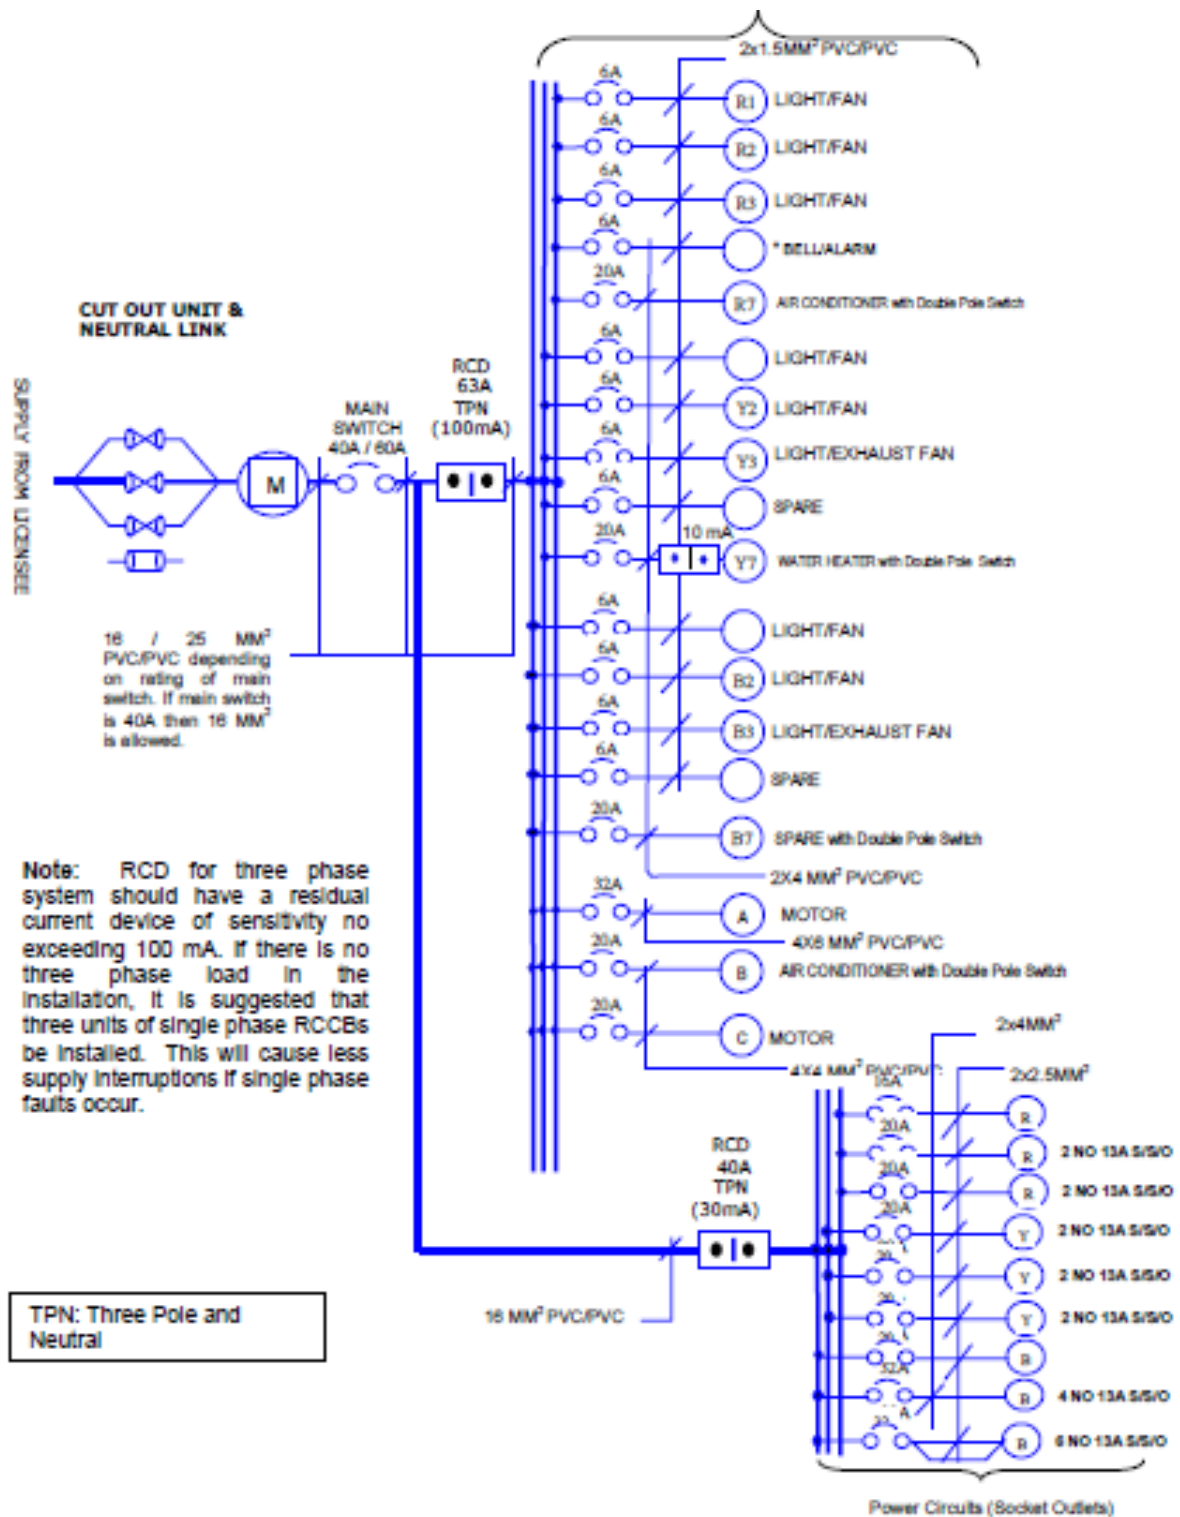 2x1.5MM² PVC/PVC
6A
R1 LIGHT/FAN
6A
R2 LIGHT/FAN
6A
R3 LIGHT/FAN
6A
* BELL/ALARM
20A
R7 AIR CONDITIONER with Double Pole Switch
6A
LIGHT/FAN
6A
Y2 LIGHT/FAN
6A
Y3 LIGHT/EXHAUST FAN
6A
SPARE
20A
10 mA
Y7 WATER HEATER with Double Pole Switch
6A
LIGHT/FAN
6A
B2 LIGHT/FAN
6A
B3 LIGHT/EXHAUST FAN
6A
SPARE
20A
B7 SPARE with Double Pole Switch
2X4 MM² PVC/PVC
32A
A MOTOR
4X6 MM² PVC/PVC
20A
B AIR CONDITIONER with Double Pole Switch
20A
C MOTOR
4X4 MM² PVC/PVC
CUT OUT UNIT &
NEUTRAL LINK
SUPPLY FROM LICENSEE
M
MAIN
SWITCH
40A / 60A
RCD
63A
TPN
(100mA)
16 / 25 MM²
PVC/PVC depending
on rating of main
switch. If main switch
is 40A then 16 MM²
is allowed.
Note: RCD for three phase
system should have a residual
current device of sensitivity no
exceeding 100 mA. If there is no
three phase load in the
installation, it is suggested that
three units of single phase RCCBs
be installed. This will cause less
supply interruptions if single phase
faults occur.
TPN: Three Pole and
Neutral
RCD
40A
TPN
(30mA)
16 MM² PVC/PVC
2x4MM²
2x2.5MM²
16A
R
20A
R 2 NO 13A S/S/O
20A
R 2 NO 13A S/S/O
20A
Y 2 NO 13A S/S/O
Y 2 NO 13A S/S/O
Y 2 NO 13A S/S/O
B
32A
B 4 NO 13A S/S/O
B 6 NO 13A S/S/O
Power Circuits (Socket Outlets)